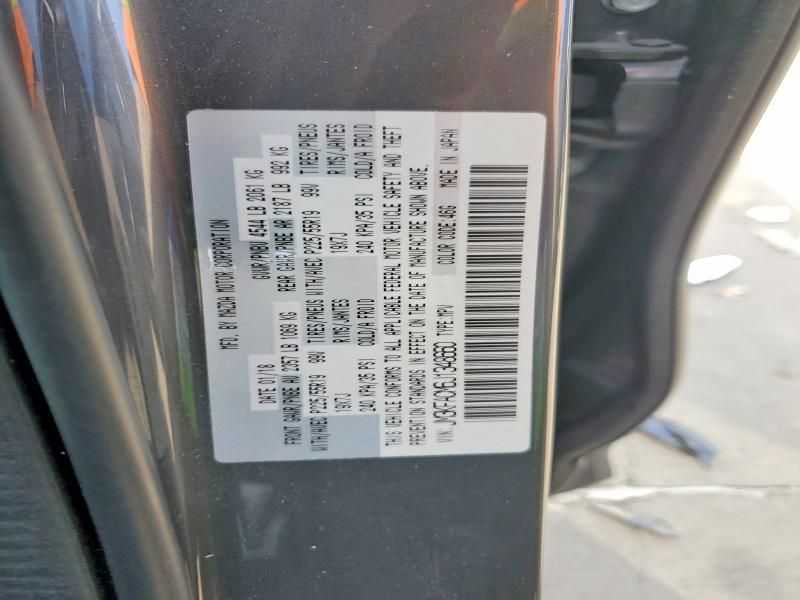 MFD. BY MAZDA MOTOR CORPORATION
DATE 01/18 GVWR/PNBV 4544 LB 2061 KG
FRONT GAWR/PNBE AV 2357 LB 1069 KG REAR GAWR/PNBE AR 2187 LB 992 KG
WITH/AVEC P225/55R19 99V TIRES/PNEUS WITH/AVEC P225/55R19 99V TIRES/PNEUS
19X7J RIMS/JANTES 19X7J RIMS/JANTES
240 KPA/35 PSI COLD/A FROID 240 KPA/35 PSI COLD/A FROID
THIS VEHICLE CONFORMS TO ALL APPLICABLE FEDERAL MOTOR VEHICLE SAFETY AND THEFT
PREVENTION STANDARDS IN EFFECT ON THE DATE OF MANUFACTURE SHOWN ABOVE.
VIN: JM3KFACM6J1348660 TYPE:MPV COLOR CODE:46G MADE IN JAPAN